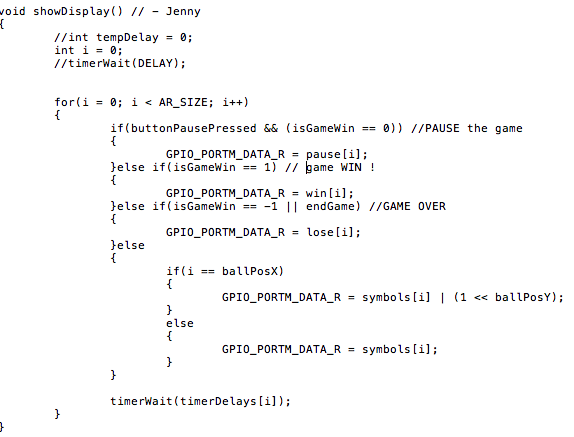 void showDisplay() // - Jenny
{
        //int tempDelay = 0;
        int i = 0;
        //timerWait(DELAY);

        for(i = 0; i < AR_SIZE; i++)
        {
                if(buttonPausePressed && (isGameWin == 0)) //PAUSE the game
                {
                        GPIO_PORTM_DATA_R = pause[i];
                }else if(isGameWin == 1) // game WIN !
                {
                        GPIO_PORTM_DATA_R = win[i];
                }else if(isGameWin == -1 || endGame) //GAME OVER
                {
                        GPIO_PORTM_DATA_R = lose[i];
                }else
                {
                        if(i == ballPosX)
                        {
                                GPIO_PORTM_DATA_R = symbols[i] | (1 << ballPosY);
                        }
                        else
                        {
                                GPIO_PORTM_DATA_R = symbols[i];
                        }
                }

                timerWait(timerDelays[i]);
        }
}